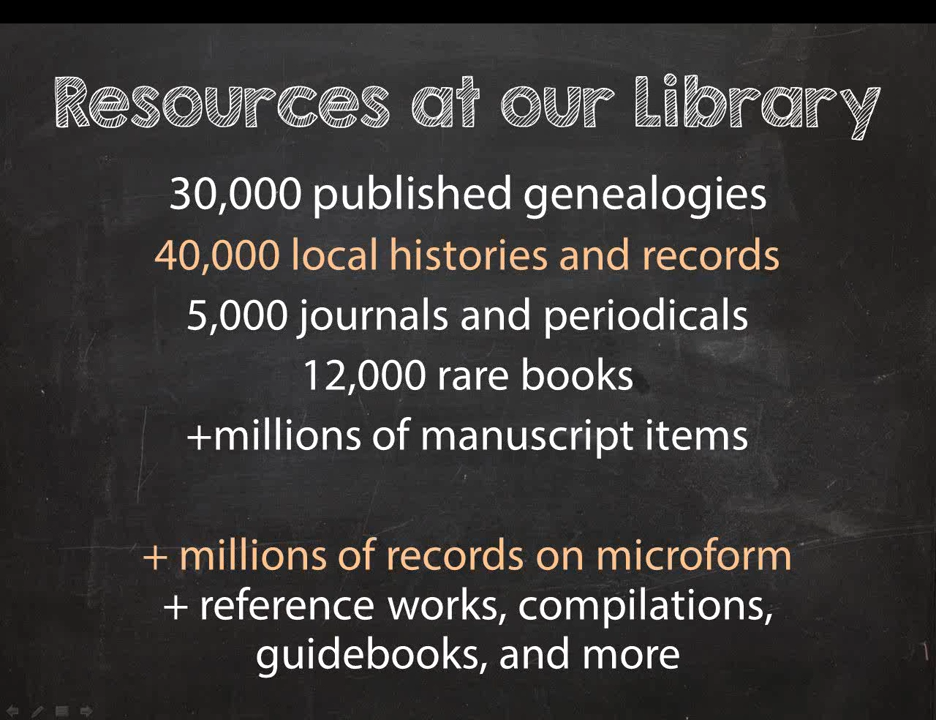 Resources at our Library
30,000 published genealogies
40,000 local histories and records
5,000 journals and periodicals
12,000 rare books
+millions of manuscript items
+ millions of records on microform
+ reference works, compilations,
guidebooks, and more